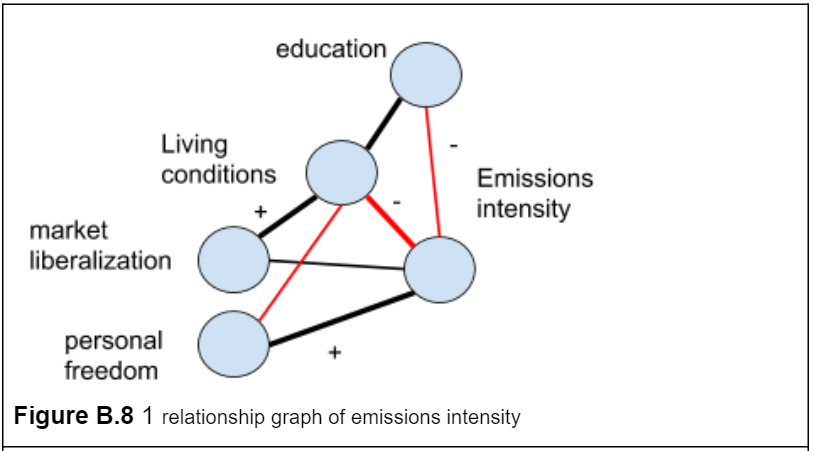 education
-
Living
conditions
-
Emissions
intensity
+
market
liberalization
personal
freedom
+
Figure B.8 1 relationship graph of emissions intensity